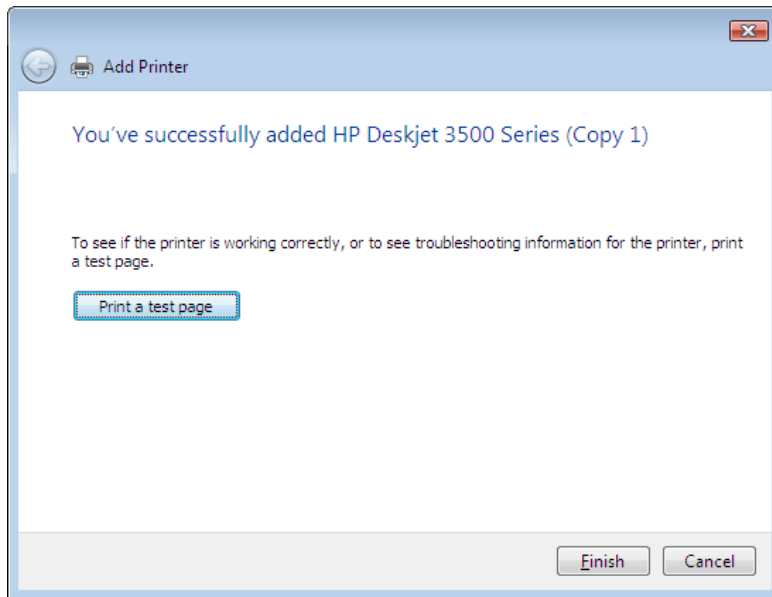 Add Printer
You've successfully added HP Deskjet 3500 Series (Copy 1)
To see if the printer is working correctly, or to see troubleshooting information for the printer, print
a test page.
Print a test page
Finish
Cancel